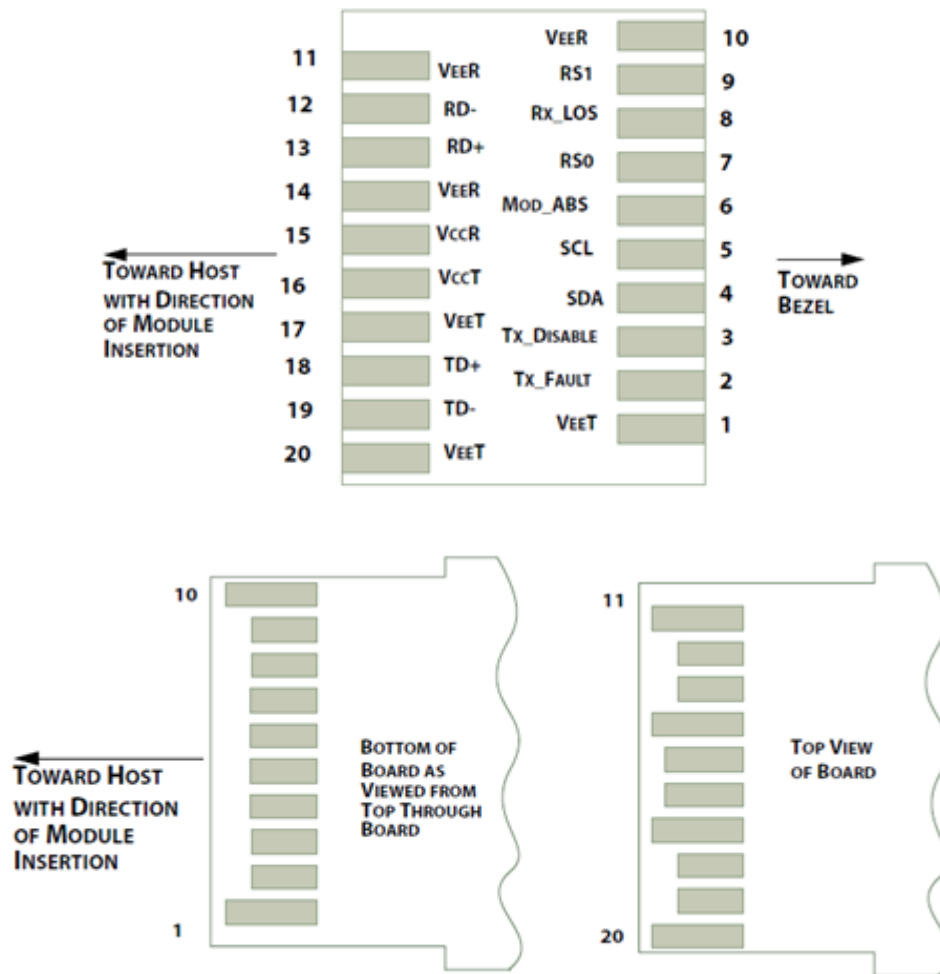 VEER 10
11 VEER RS1 9
12 RD- RX_LOS 8
13 RD+ RS0 7
14 VEER MOD_ABS 6
15 VCCR SCL 5
16 VCCT SDA 4
17 VEET TX_DISABLE 3
18 TD+ TX_FAULT 2
19 TD- VEET 1
20 VEET
TOWARD HOST
WITH DIRECTION
OF MODULE
INSERTION
TOWARD
BEZEL
10
1
BOTTOM OF
BOARD AS
VIEWED FROM
TOP THROUGH
BOARD
TOWARD HOST
WITH DIRECTION
OF MODULE
INSERTION
11
20
TOP VIEW
OF BOARD